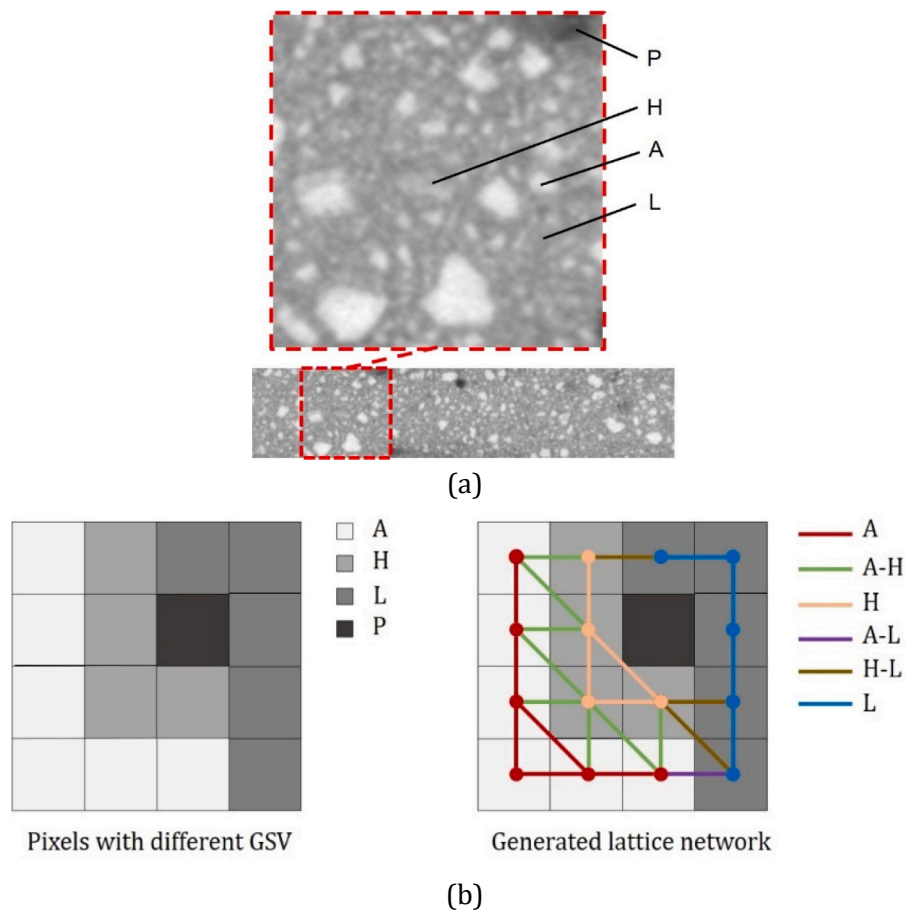 P
H
A
L
(a)
A
H
L
P
A
A-H
H
A-L
H-L
L
Pixels with different GSV
Generated lattice network
(b)